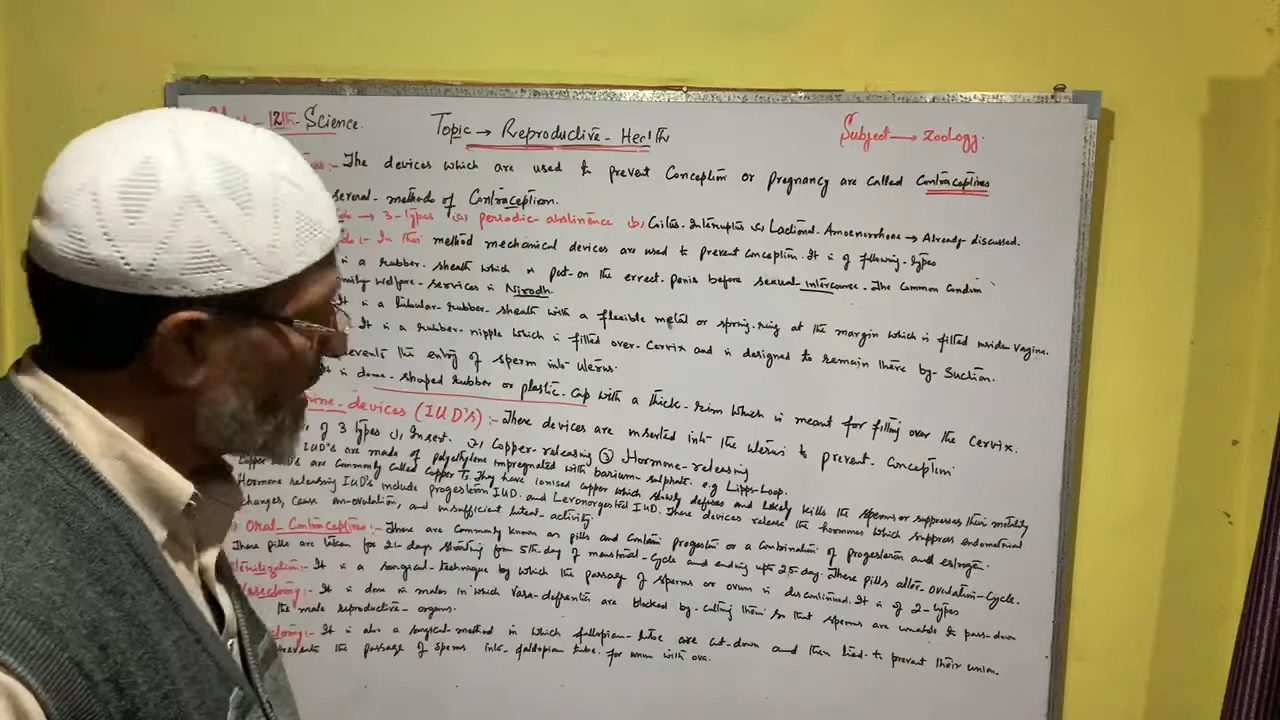 12th Science.
Topic → Reproductive-Health
Subject → Zoology.
The devices which are used to prevent Conception or pregnancy are called Contraceptives
several methods of Contraception.
→ 3-types (a) periodic abstinence (b) Coitus-Interruptus (c) Lactional-Amoenorrhoae → Already discussed.
:- In this method mechanical devices are used to prevent conception. It is of following-types
is a rubber-sheath which is put-on the errect-penis before sexual intercourse. The Common Condom
welfare-services is Nirodh.
It is a tubular-rubber-sheath with a flexible metal or spring-ring at the margin which is fitted inside vagina.
It is a rubber-nipple which is fitted over-Cervix and is designed to remain there by-Suction.
the entry of sperm into uterus.
It is dome-shaped rubber or plastic-Cap with a thick-rim which is meant for fitting over the Cervix.
devices (IUD's) :- These devices are inserted into the uterus to prevent-Conception.
of 3 types (1) Insert. (2) Copper-releasing (3) Hormone-releasing
IUD's are made of polyethylene impregnated with barium-sulphate. e.g Lipps-Loop.
Copper IUD's are Commonly called Copper Ts. They have ionised copper which slowly defuses and likely kills the sperms or suppresses their motility
Hormone releasing IUD's include progesteron IUD. and IUD. These devices release the hormones which suppress endometrial
changes, Cause an-ovulation, and insufficient luteal-activity.
Oral-Contraceptives :- These are Commonly known as pills and Contain progestin or a Combination of progesteron and estrogen.
These pills are taken for 21-days starting from 5th-day of menstrual-Cycle and ending upto 25-day. These pills alter-ovulation-Cycle.
Sterilization :- It is a technique by which the passage of sperms or ovum is discontinued. It is of 2-types
Vasectomy :- It is done in males in which Vasa-defrentia are blocked by-cutting them so that sperms are unable to pass-down
the male reproductive-organs.
:- It is also a method in which fallopian-tube are cut-down and then tied-to prevent their union.
the passage of sperms into-faldopian tube. for with ova.